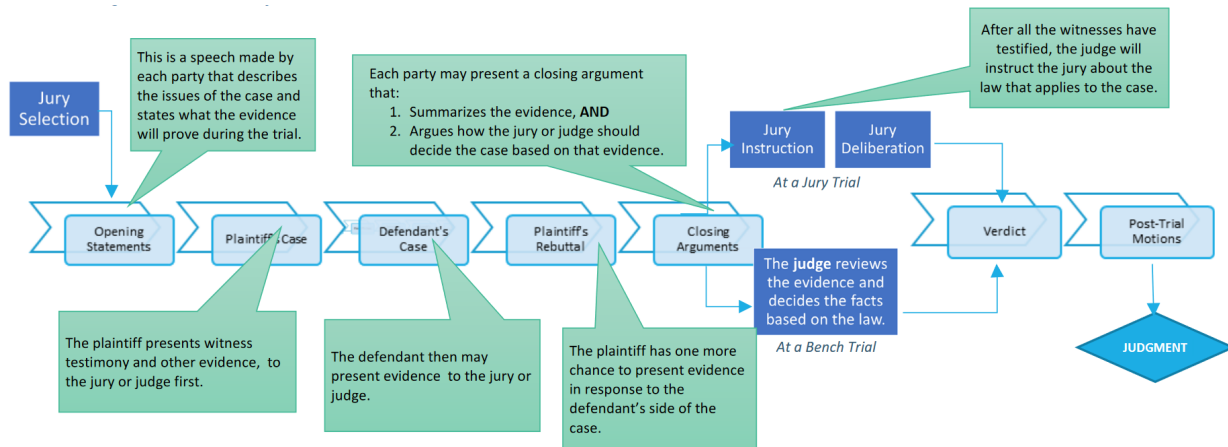 This is a speech made by
each party that describes
the issues of the case and
states what the evidence
will prove during the trial.
Each party may present a closing argument
that:
1. Summarizes the evidence, AND
2. Argues how the jury or judge should
decide the case based on that evidence.
After all the witnesses have
testified, the judge will
instruct the jury about the
law that applies to the case.
Jury
Selection
Jury
Instruction
Jury
Deliberation
At a Jury Trial
Opening
Statements
Plaintiff's Case
Defendant's
Case
Plaintiff's
Rebuttal
Closing
Arguments
Verdict
Post-Trial
Motions
The judge reviews
the evidence and
decides the facts
based on the law.
At a Bench Trial
The plaintiff presents witness
testimony and other evidence, to
the jury or judge first.
The defendant then may
present evidence to the jury or
judge.
The plaintiff has one more
chance to present evidence
in response to the
defendant's side of the
case.
JUDGMENT